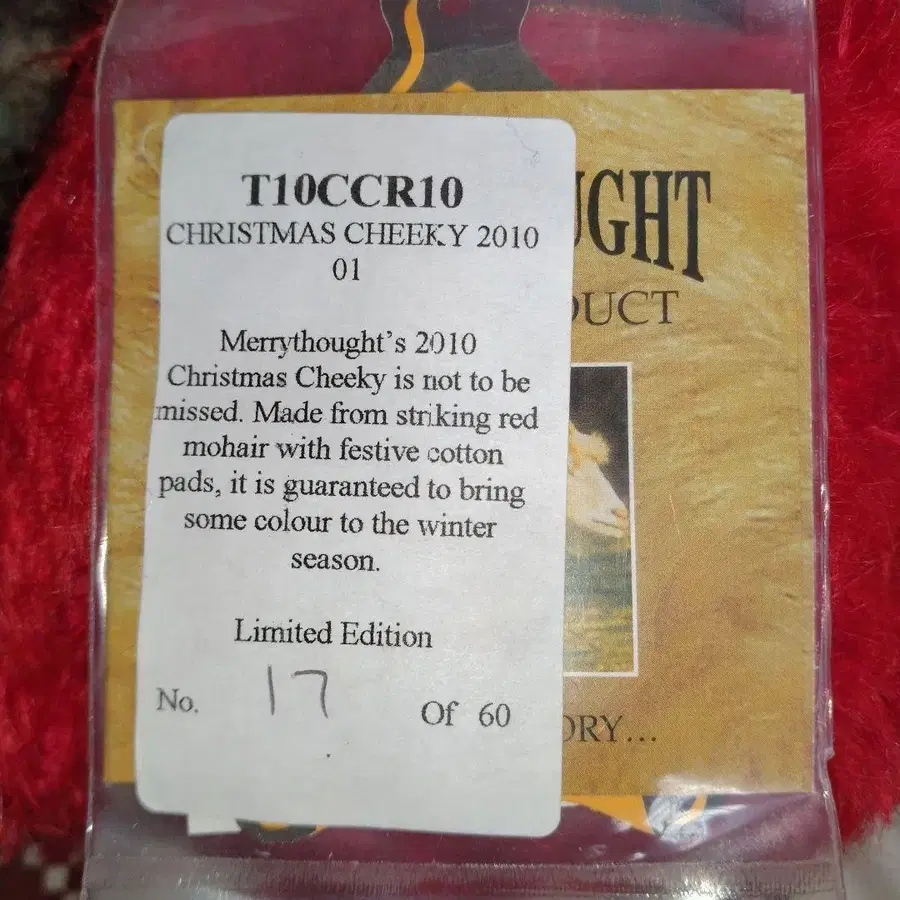 T10CCR10
CHRISTMAS CHEEKY 2010
01
Merrythought's 2010
Christmas Cheeky is not to be
missed. Made from striking red
mohair with festive cotton
pads, it is guaranteed to bring
some colour to the winter
season.
Limited Edition
No. 17 Of 60
UGHT
DUCT
ORY...